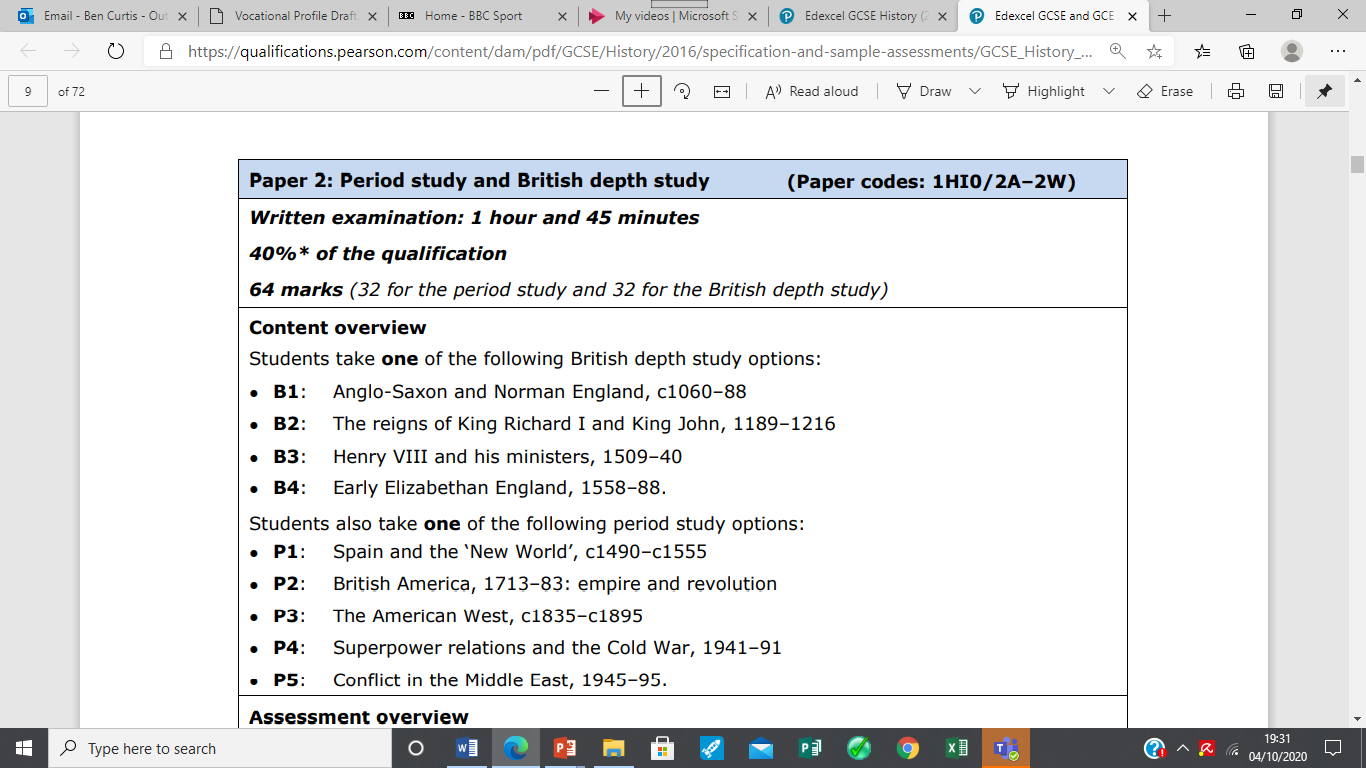 Email - Ben Curtis - Out
Vocational Profile Draft.
BBC Home - BBC Sport
My videos | Microsoft S
Edexcel GCSE History (2
Edexcel GCSE and GCE
https://qualifications.pearson.com/content/dam/pdf/GCSE/History/2016/specification-and-sample-assessments/GCSE_History_...
9 of 72
Read aloud
Draw
Highlight
Erase
Paper 2: Period study and British depth study (Paper codes: 1HI0/2A–2W)
Written examination: 1 hour and 45 minutes
40%* of the qualification
64 marks (32 for the period study and 32 for the British depth study)
Content overview
Students take one of the following British depth study options:
• B1: Anglo-Saxon and Norman England, c1060–88
• B2: The reigns of King Richard I and King John, 1189–1216
• B3: Henry VIII and his ministers, 1509–40
• B4: Early Elizabethan England, 1558–88.
Students also take one of the following period study options:
• P1: Spain and the ‘New World’, c1490–c1555
• P2: British America, 1713–83: empire and revolution
• P3: The American West, c1835–c1895
• P4: Superpower relations and the Cold War, 1941–91
• P5: Conflict in the Middle East, 1945–95.
Assessment overview
Type here to search
19:31
04/10/2020